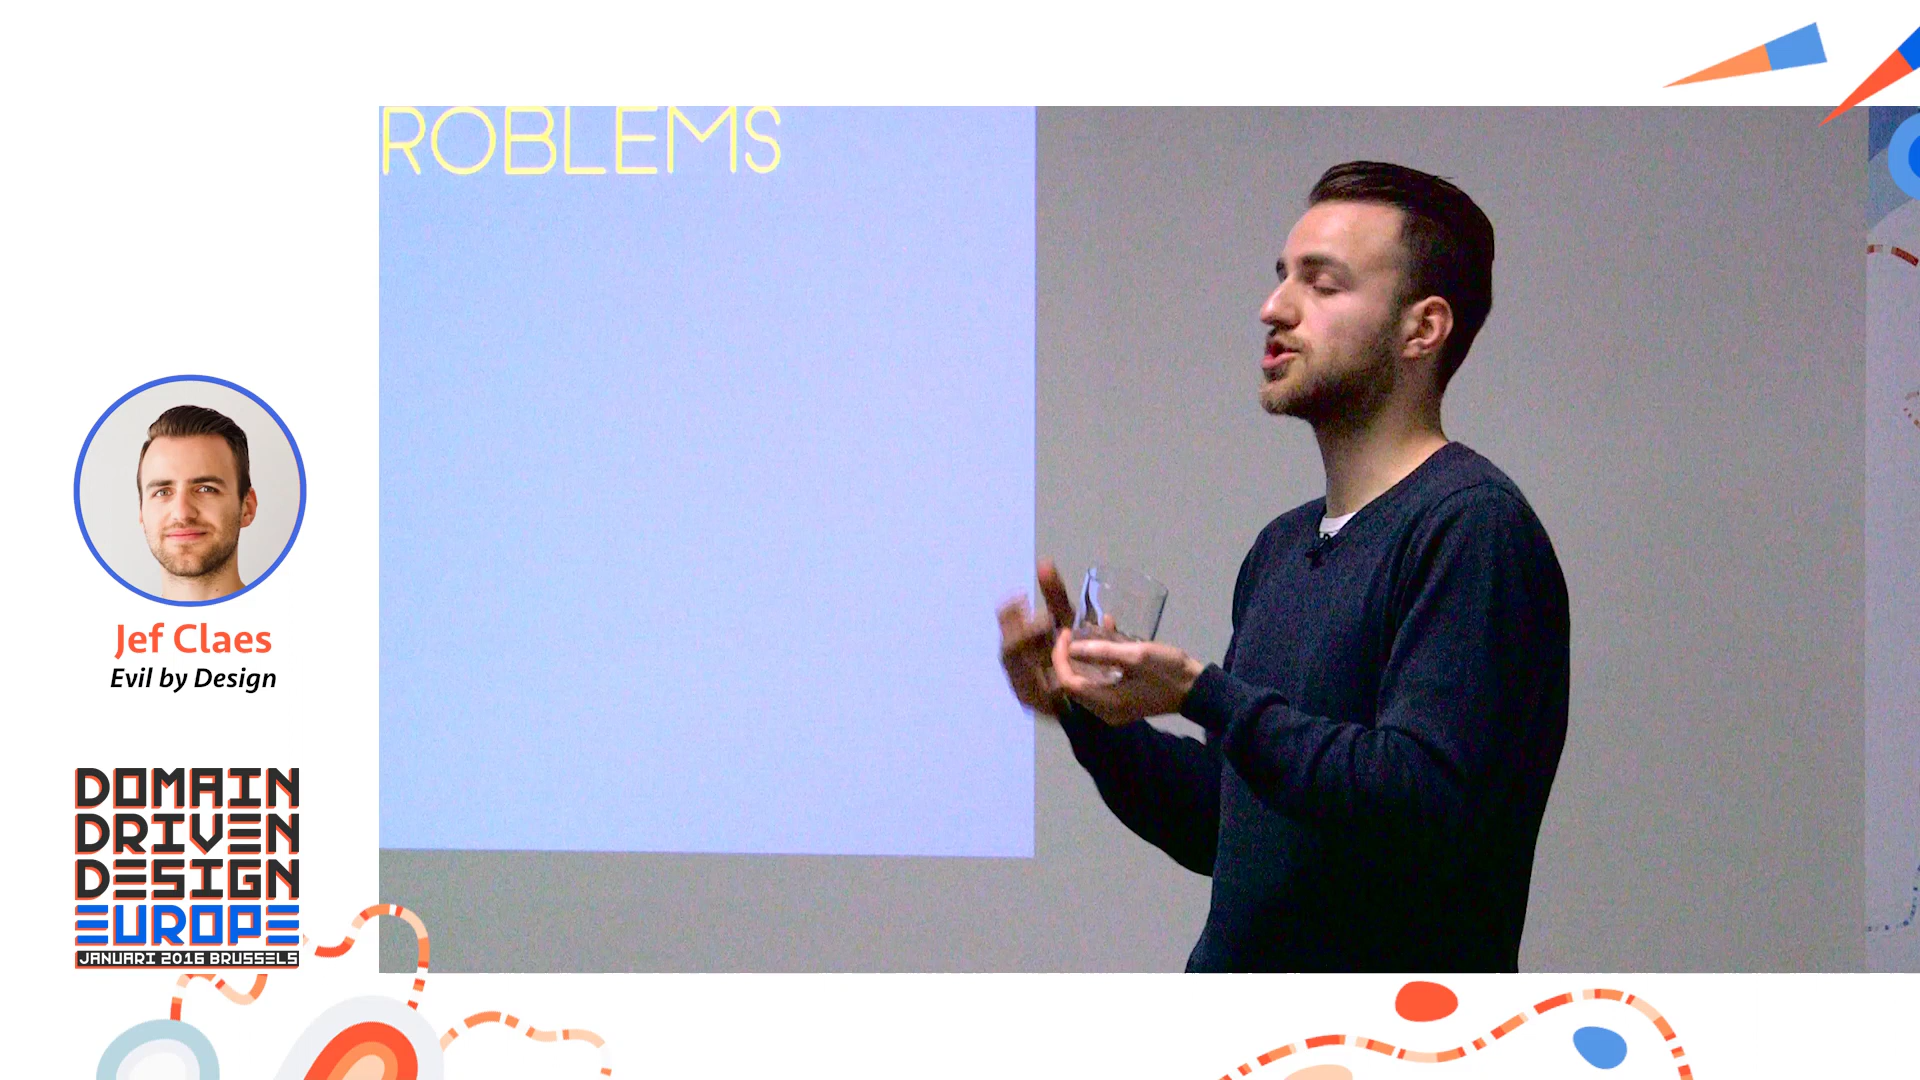 ROBLEMS
Jef Claes
Evil by Design
DOMAIN
DRIVEN
DESIGN
EUROPE
JANUARI 2016 BRUSSELS